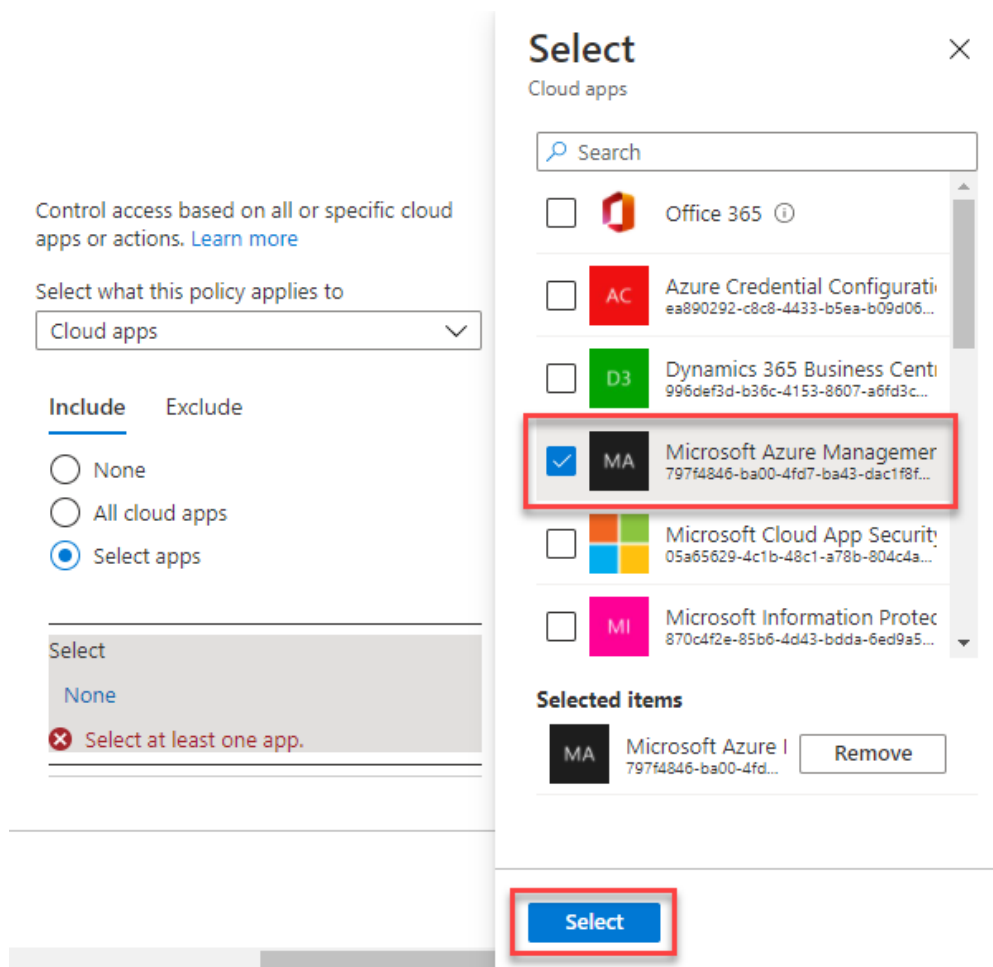 Control access based on all or specific cloud
apps or actions. Learn more
Select what this policy applies to
Cloud apps
Include Exclude
None
All cloud apps
Select apps
Select
None
Select at least one app.
Select
Cloud apps
Search
Office 365
AC
Azure Credential Configurati
ea890292-c8c8-4433-b5ea-b09d06...
D3
Dynamics 365 Business Cent
996def3d-b36c-4153-8607-a6fd3c...
MA
Microsoft Azure Managemer
797f4846-ba00-4fd7-ba43-dac1f8f...
Microsoft Cloud App Security
05a65629-4c1b-48c1-a78b-804c4a...
MI
Microsoft Information Protec
870c4f2e-85b6-4d43-bdda-6ed9a5...
Selected items
MA
Microsoft Azure
797f4846-ba00-4fd...
Remove
Select